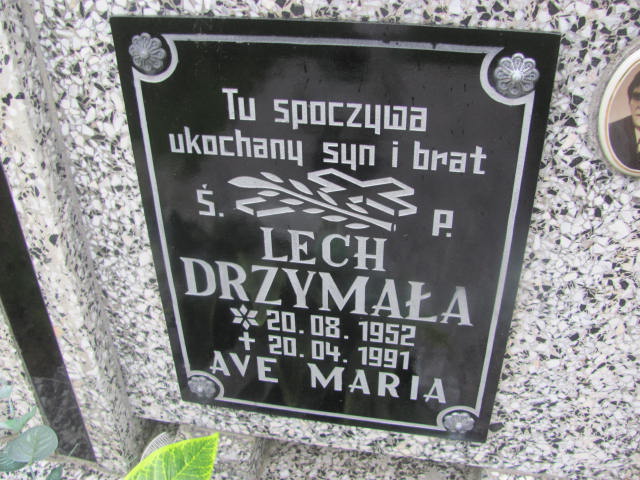 Tu spoczywa
ukochany syn i brat
Ś. P.
LECH
DRZYMAŁA
* 20.08.1952
+ 20.04.1991
AVE MARIA